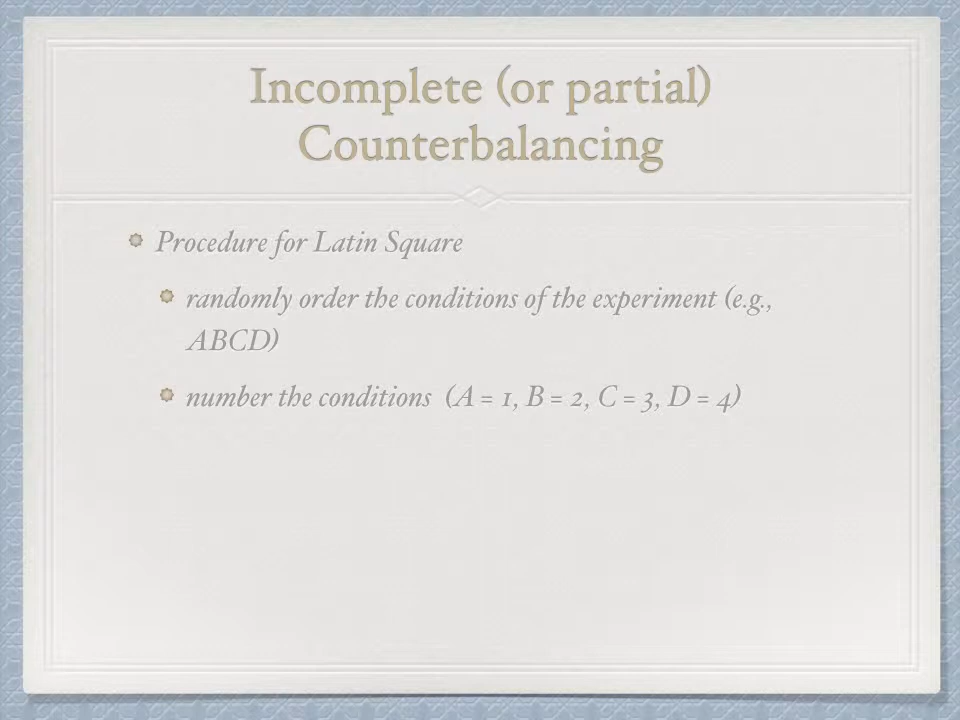 Incomplete (or partial)
Counterbalancing
Procedure for Latin Square
randomly order the conditions of the experiment (e.g.,
ABCD)
number the conditions (A = 1, B = 2, C = 3, D = 4)